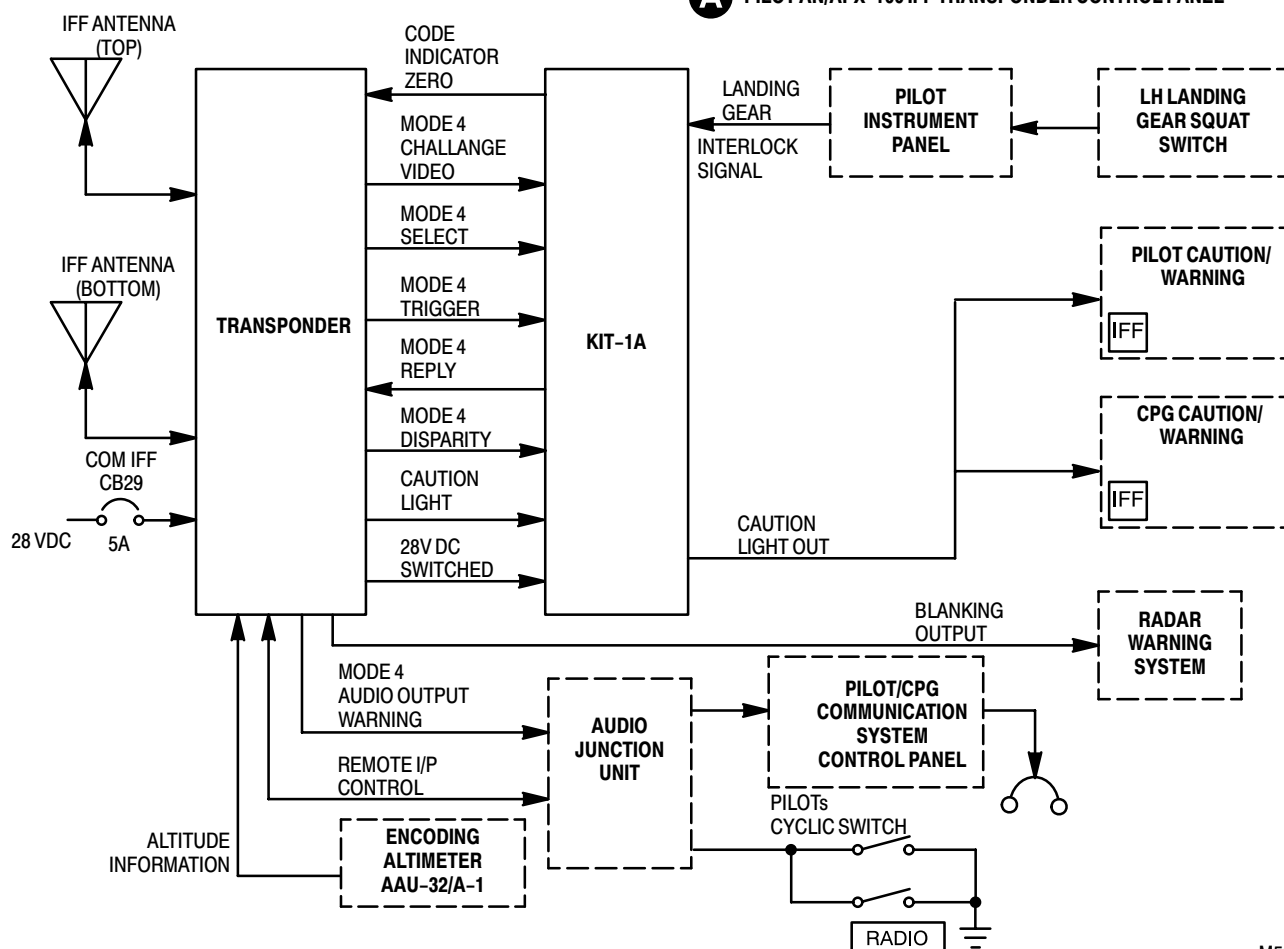 A PILOT AN/APX-100 IFF TRANSPONDER CONTROL PANEL
IFF ANTENNA
(TOP)
CODE
INDICATOR
ZERO
LANDING
GEAR
INTERLOCK
SIGNAL
PILOT
INSTRUMENT
PANEL
LH LANDING
GEAR SQUAT
SWITCH
MODE 4
CHALLANGE
VIDEO
MODE 4
SELECT
IFF ANTENNA
(BOTTOM)
MODE 4
TRIGGER
TRANSPONDER
KIT-1A
MODE 4
REPLY
PILOT CAUTION/
WARNING
IFF
MODE 4
DISPARITY
CPG CAUTION/
WARNING
IFF
COM IFF
CB29
28 VDC
5A
CAUTION
LIGHT
28V DC
SWITCHED
CAUTION
LIGHT OUT
BLANKING
OUTPUT
RADAR
WARNING
SYSTEM
MODE 4
AUDIO OUTPUT
WARNING
AUDIO
JUNCTION
UNIT
PILOT/CPG
COMMUNICATION
SYSTEM
CONTROL PANEL
REMOTE I/P
CONTROL
PILOTs
CYCLIC SWITCH
ALTITUDE
INFORMATION
ENCODING
ALTIMETER
AAU-32/A-1
RADIO